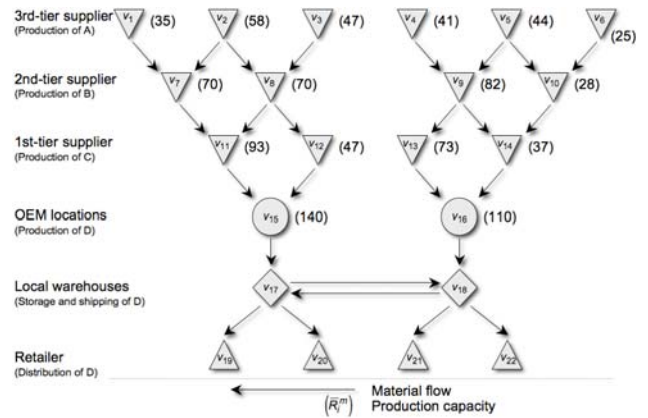 3rd-tier supplier v1 (35) v2 (58) v3 (47) v4 (41) v5 (44) v6 (25)
(Production of A)
2nd-tier supplier v7 (70) v8 (70) v9 (82) v10 (28)
(Production of B)
1st-tier supplier v11 (93) v12 (47) v13 (73) v14 (37)
(Production of C)
OEM locations v15 (140) v16 (110)
(Production of D)
Local warehouses v17 v18
(Storage and shipping of D)
Retailer v19 v20 v21 v22
(Distribution of D)
Material flow
(R̅ᵢᵐ) Production capacity